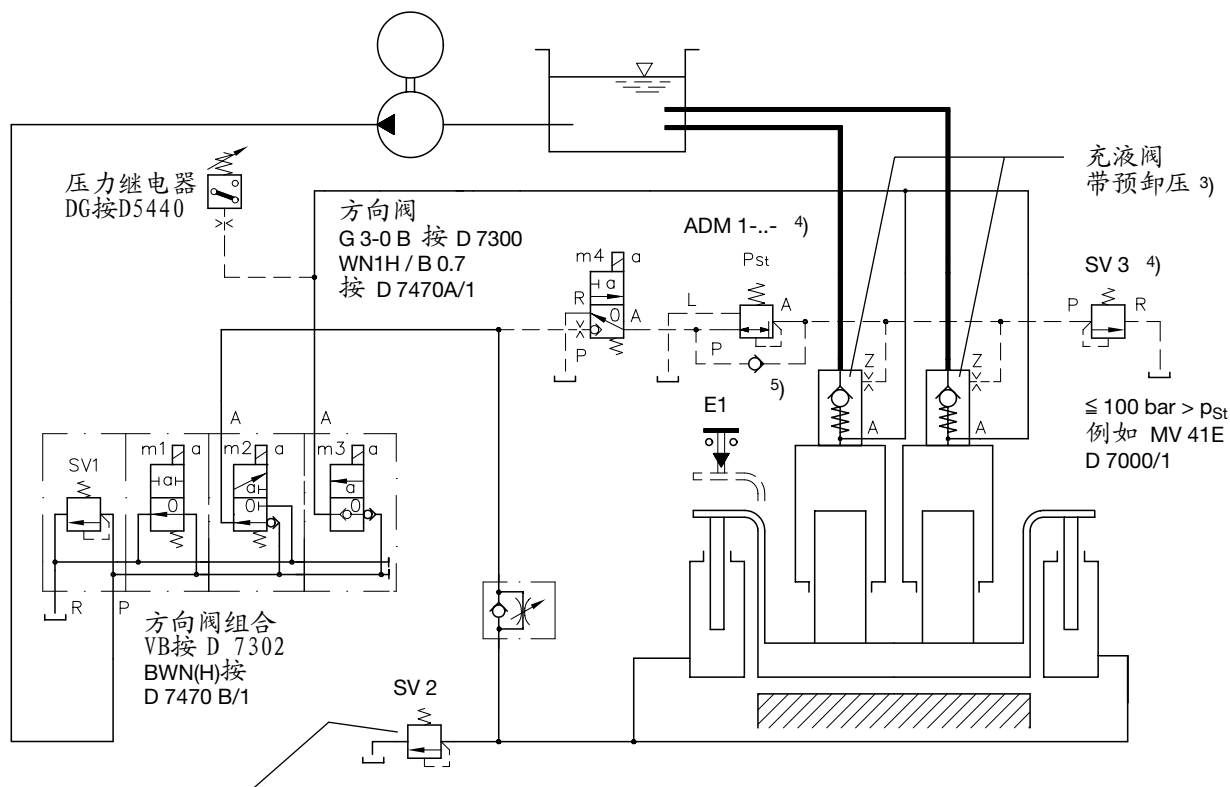 压力继电器
DG按D5440
方向阀
G 3-0 B 按 D 7300
WN1H / B 0.7
按 D 7470A/1
充液阀
带预卸压 3)
ADM 1-..- 4)
SV 3 4)
m4
a
a
R
0
A
P
L
PSt
A
P
5)
P
R
Z
Z
A
A
≦ 100 bar > pSt
例如 MV 41E
D 7000/1
E1
A
A
SV1
m1
a
a
0
m2
a
a
0
m3
a
a
0
R
P
方向阀组合
VB按 D 7302
BWN(H)按
D 7470 B/1
SV 2